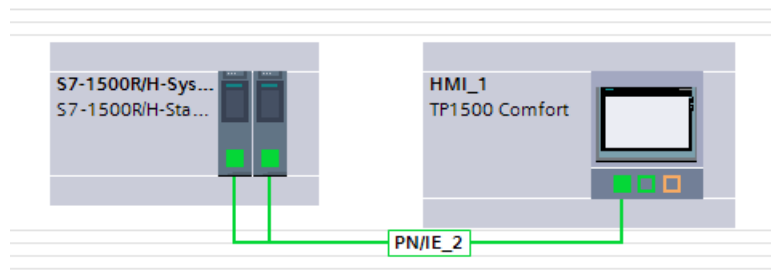 S7-1500R/H-Sys...
S7-1500R/H-Sta...
HMI_1
TP1500 Comfort
PN/IE_2